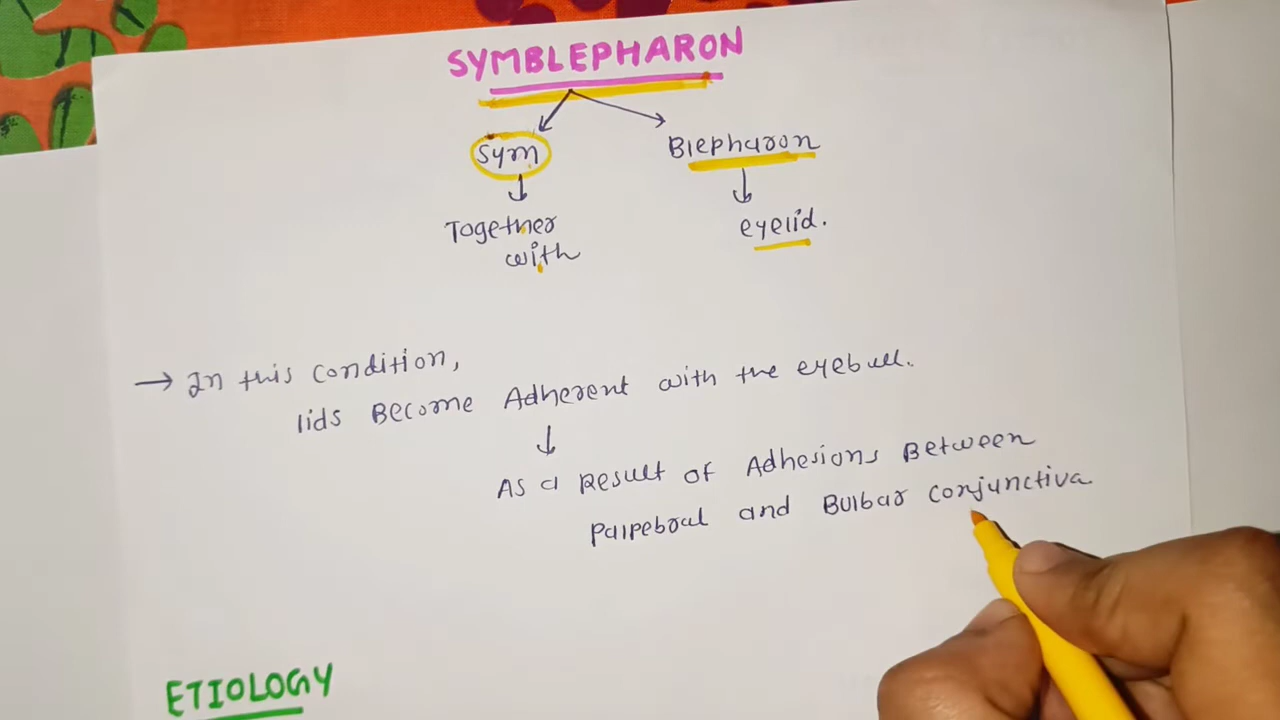 SYMBLEPHARON
Sym Blepharon
Together eyelid.
with
→ In this condition,
lids Become Adherent with the eyeball.
As a Result of Adhesions Between
Palpebral and Bulbar conjunctiva
ETIOLOGY